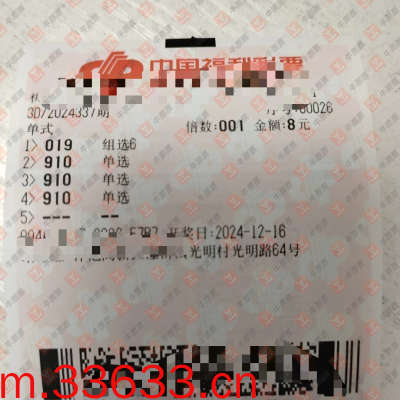 中国福利彩票
3D/2024337期
序号:00026
单式
倍数:001 金额:8元
1> 019 组选6
2> 910 单选
3> 910 单选
4> 910 单选
5> --- --
开奖日:2024-12-16
光明村光明路64号
m.33633.cn